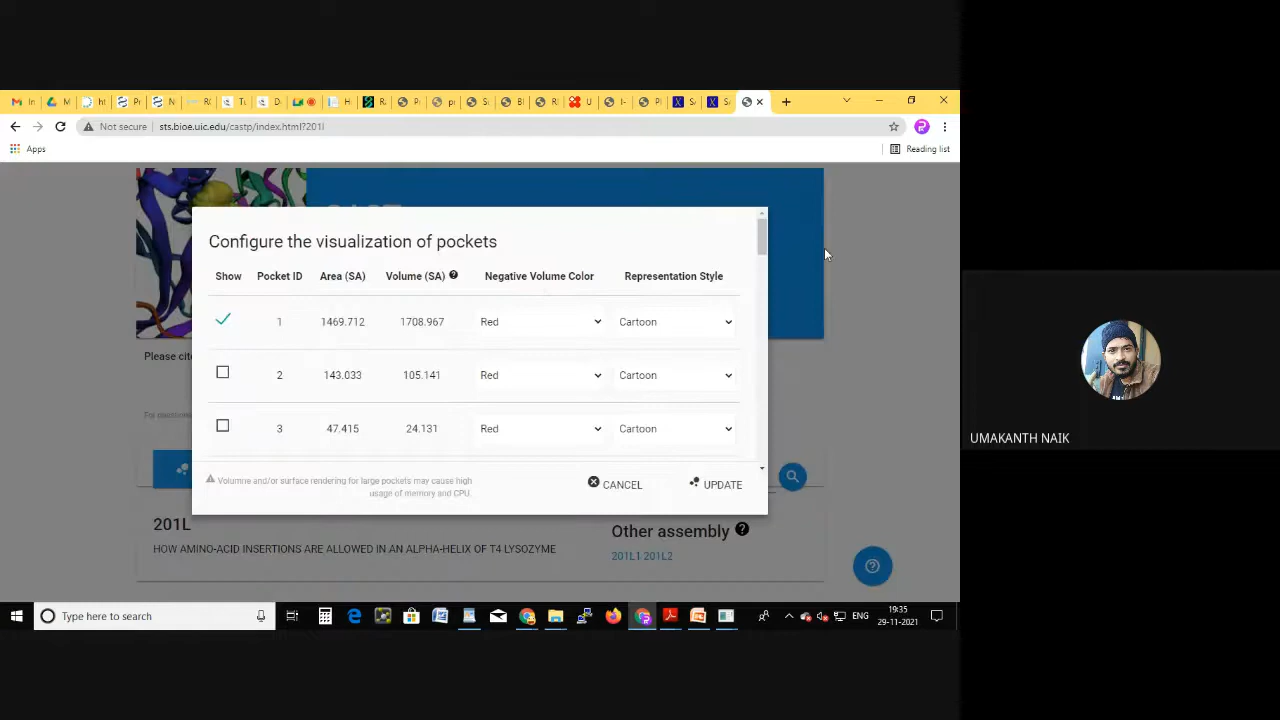 Not secure
sts.bioe.uic.edu/castp/index.html?201l
Apps
Reading list
Configure the visualization of pockets
Show Pocket ID Area (SA) Volume (SA) Negative Volume Color Representation Style
1 1469.712 1708.967 Red Cartoon
2 143.033 105.141 Red Cartoon
3 47.415 24.131 Red Cartoon
Volumne and/or surface rendering for large pockets may cause high
usage of memory and CPU.
CANCEL UPDATE
Please cite
201L
HOW AMINO-ACID INSERTIONS ARE ALLOWED IN AN ALPHA-HELIX OF T4 LYSOZYME
Other assembly
201L1 201L2
Type here to search
ENG
19:35
29-11-2021
UMAKANTH NAIK